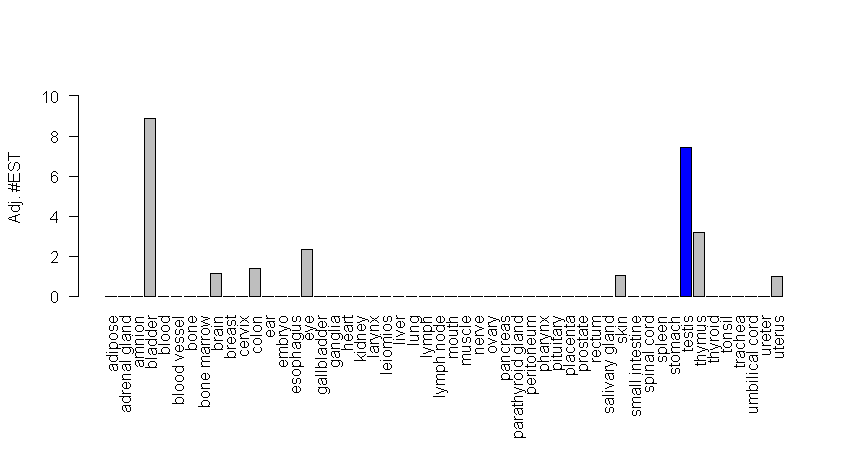 Adj. #EST
10
8
6
4
2
0
adipose
adrenal gland
amnion
bladder
blood
blood vessel
bone
bone marrow
brain
breast
cervix
colon
ear
embryo
esophagus
eye
gallbladder
ganglia
heart
kidney
larynx
leiomios
liver
lung
lymph
lymph node
mouth
muscle
nerve
ovary
pancreas
parathyroid gland
peritoneum
pharynx
pituitary
placenta
prostate
rectum
salivary gland
skin
small intestine
spinal cord
spleen
stomach
testis
thymus
thyroid
tonsil
trachea
umbilical cord
ureter
uterus